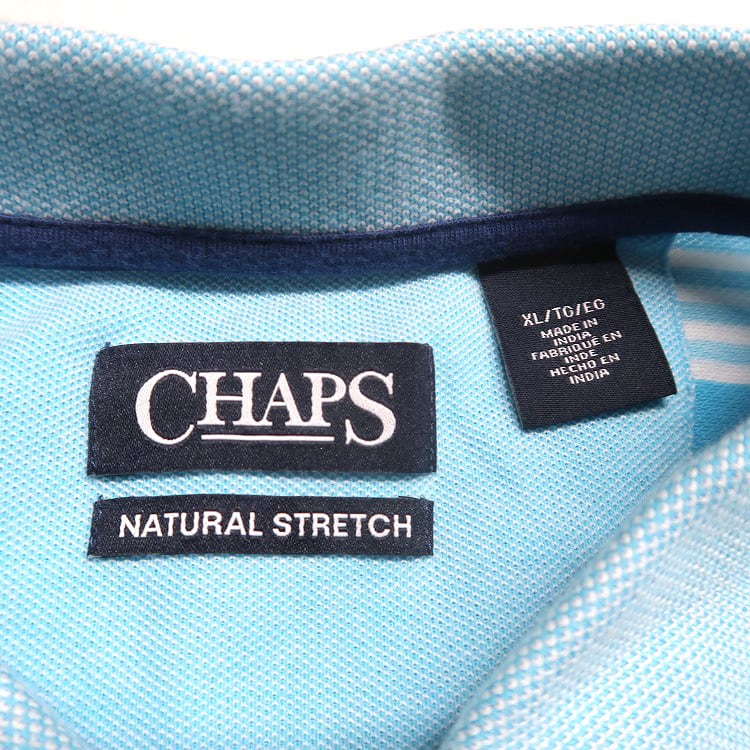 XL/TG/EG
MADE IN
INDIA
FABRIQUÉ EN
INDE
HECHO EN
INDIA
CHAPS
NATURAL STRETCH